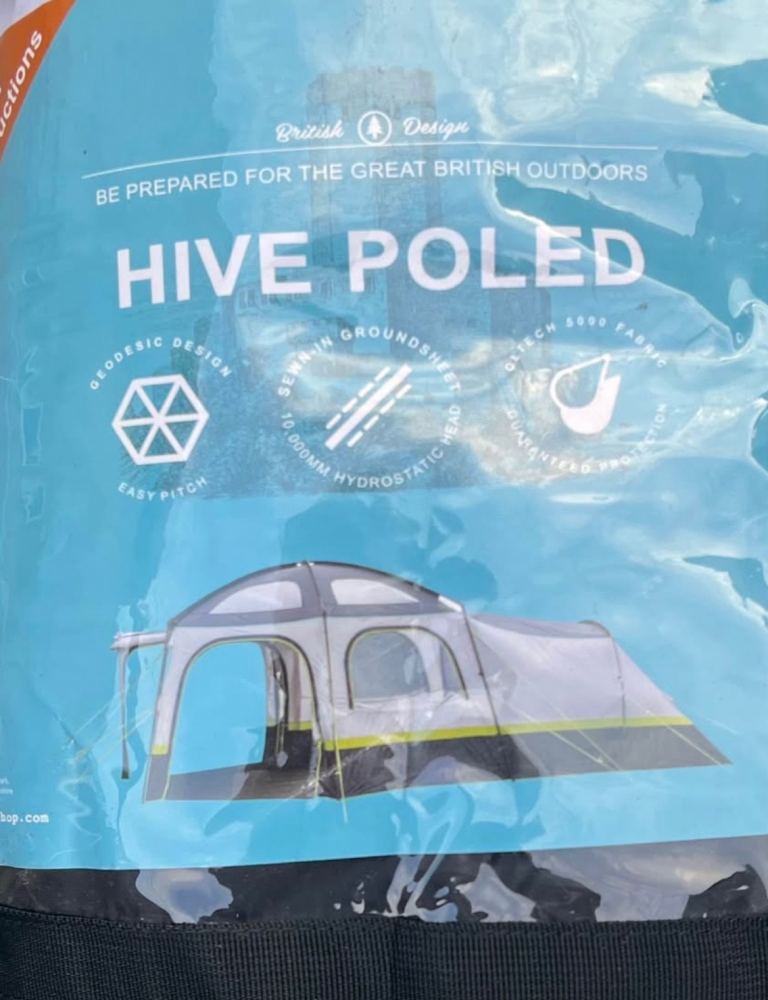 uctions
British Design
BE PREPARED FOR THE GREAT BRITISH OUTDOORS
HIVE POLED
GEODESIC DESIGN
EASY PITCH
SEWN-IN GROUNDSHEET
10,000MM HYDROSTATIC HEAD
OLTECH 5000 FABRIC
GUARANTEED PROTECTION
hop.com